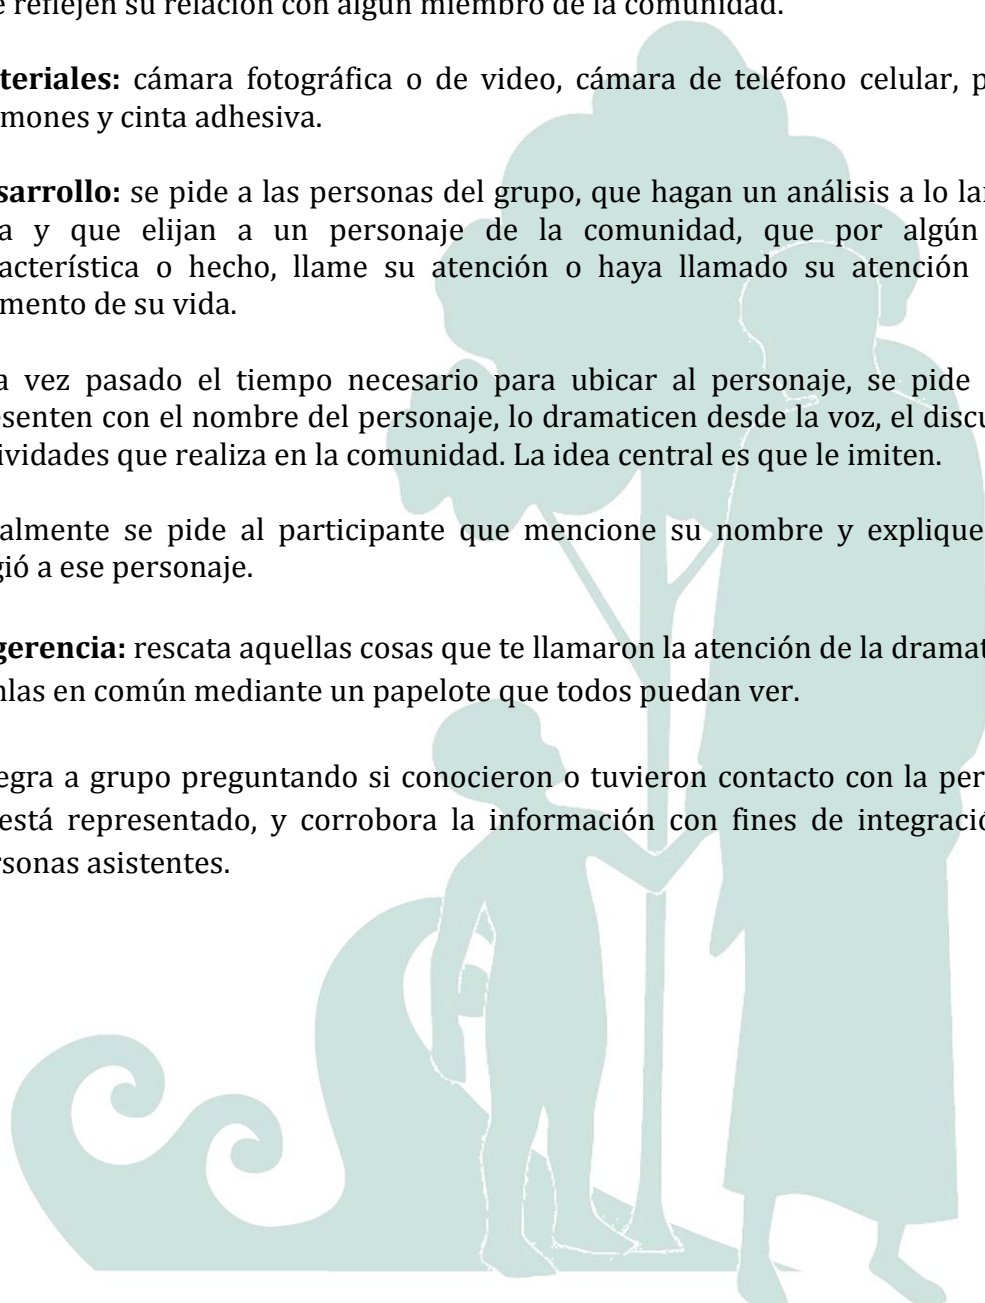 e reflejen su relación con algún miembro de la comunidad.
teriales: cámara fotográfica o de video, cámara de teléfono celular, p
mones y cinta adhesiva.
sarrollo: se pide a las personas del grupo, que hagan un análisis a lo lar
a y que elijan a un personaje de la comunidad, que por algún
acterística o hecho, llame su atención o haya llamado su atención
mento de su vida.
a vez pasado el tiempo necesario para ubicar al personaje, se pide
esenten con el nombre del personaje, lo dramaticen desde la voz, el discu
ividades que realiza en la comunidad. La idea central es que le imiten.
almente se pide al participante que mencione su nombre y explique
gió a ese personaje.
gerencia: rescata aquellas cosas que te llamaron la atención de la dramat
nlas en común mediante un papelote que todos puedan ver.
egra a grupo preguntando si conocieron o tuvieron contacto con la per
está representado, y corrobora la información con fines de integració
rsonas asistentes.